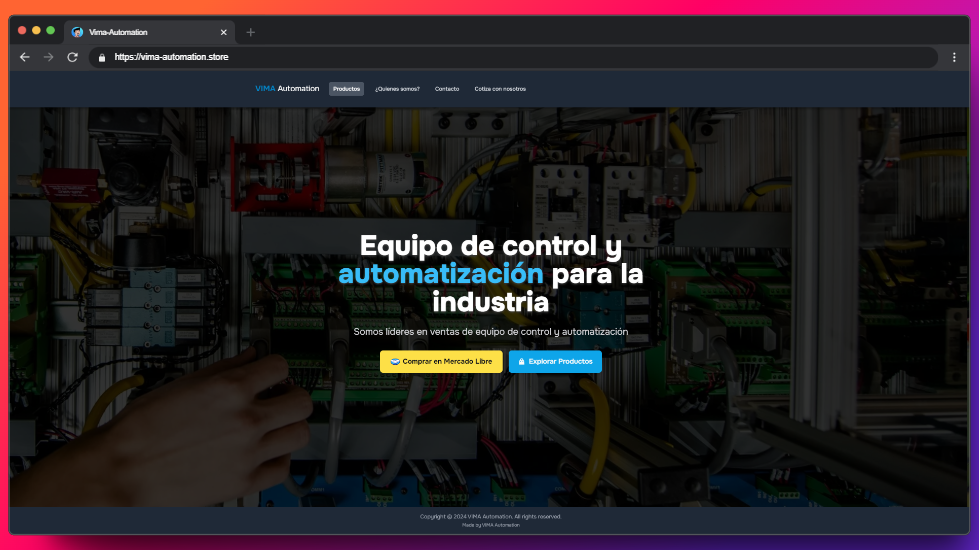 Vima-Automation
https://vima-automation.store
VIMA Automation
Productos
¿Quienes somos?
Contacto
Cotiza con nosotros
Equipo de control y
automatización para la
industria
Somos líderes en ventas de equipo de control y automatización
Comprar en Mercado Libre
Explorar Productos
Copyright © 2024 VIMA Automation. All rights reserved.
Made by VIMA Automation